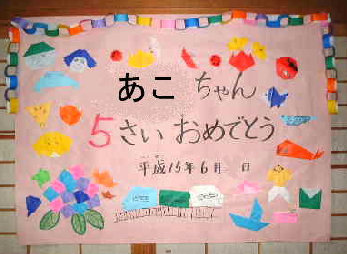 あこ ちゃん
5さい おめでとう
平成15年6月 日